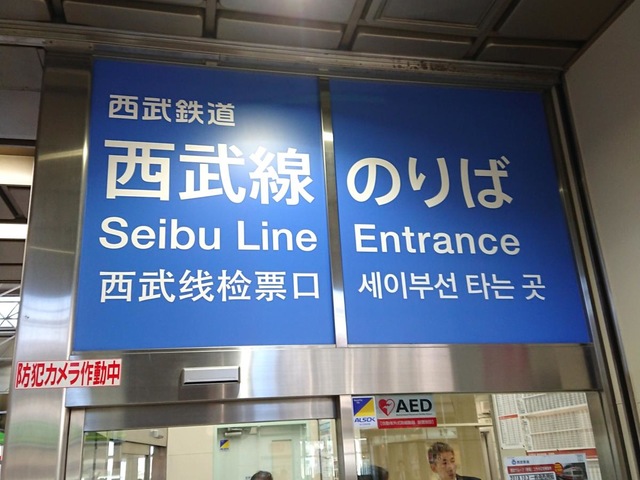 西武鉄道
西武線 のりば
Seibu Line Entrance
西武线检票口 세이부선 타는 곳
防犯カメラ作動中
ALSOK
AED